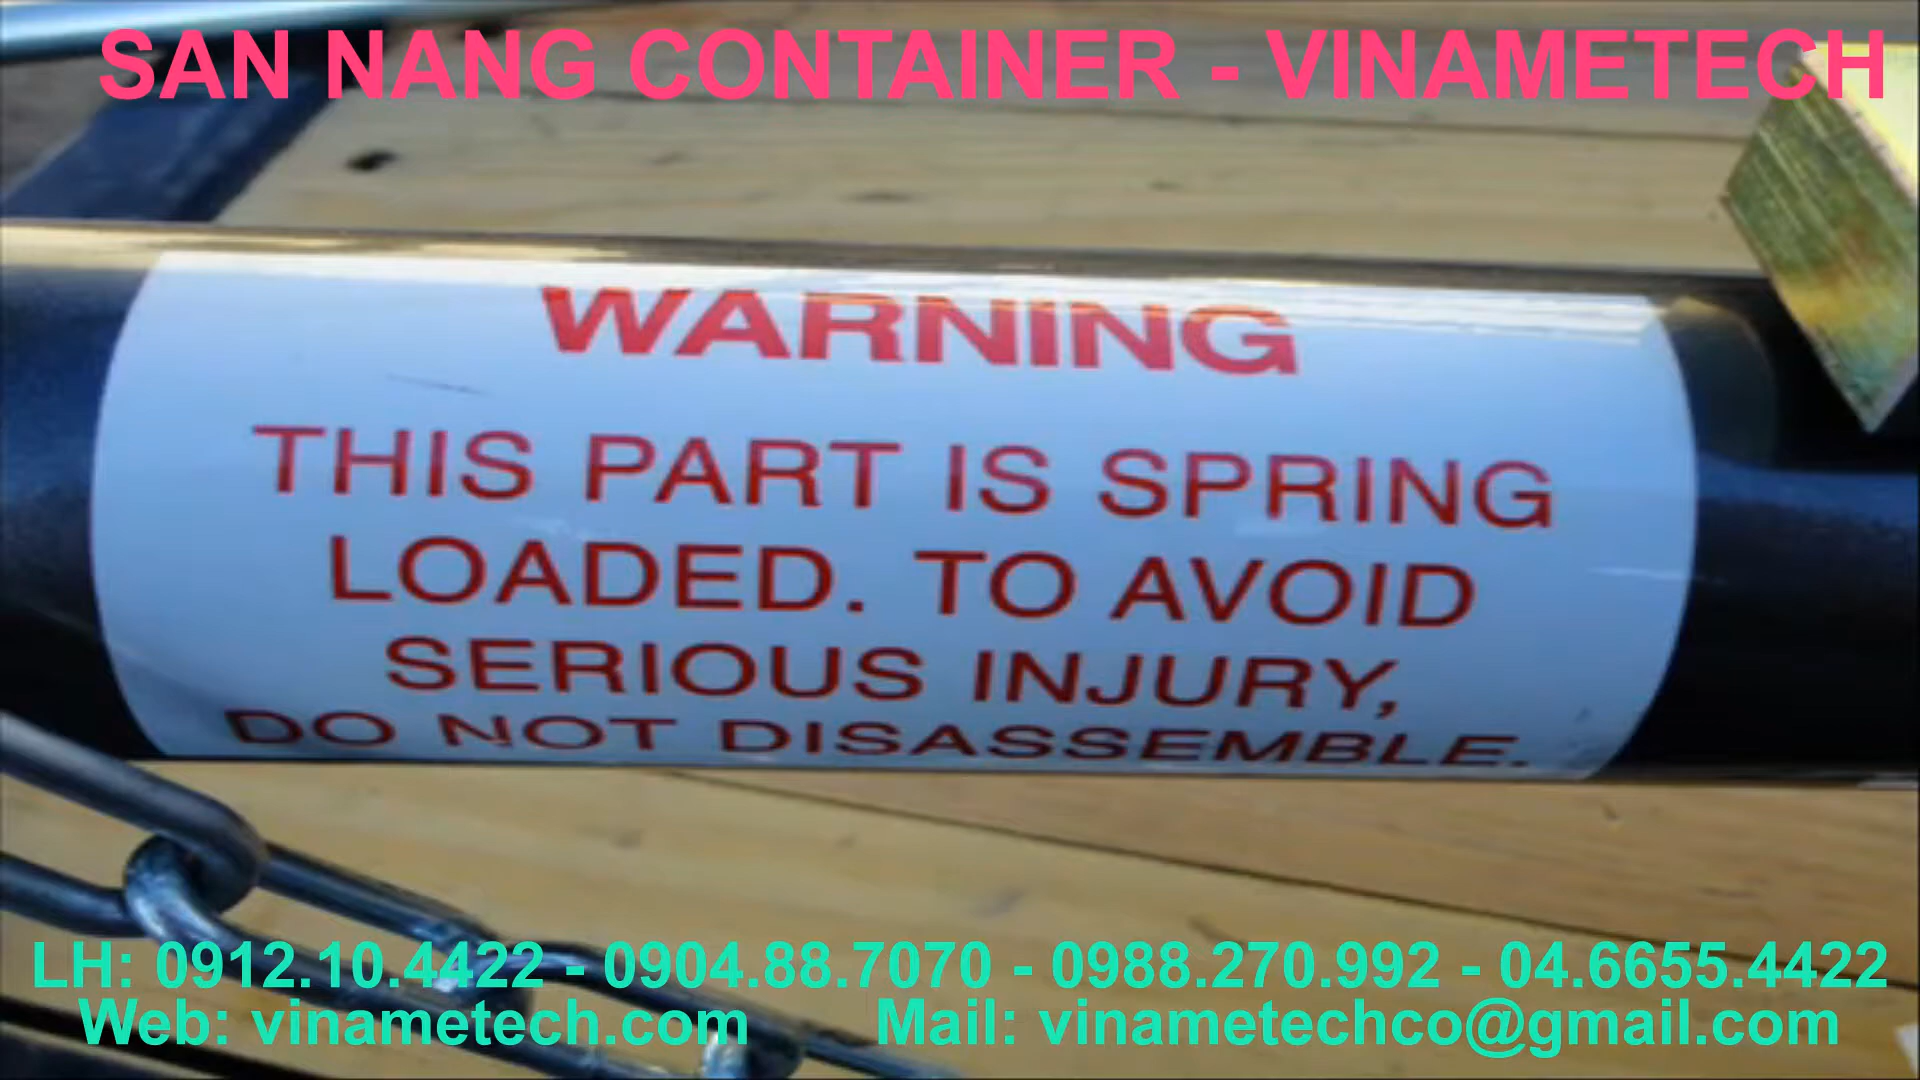 SAN NANG CONTAINER - VINAMETECH
WARNING
THIS PART IS SPRING
LOADED. TO AVOID
SERIOUS INJURY,
DO NOT DISASSEMBLE.
LH: 0912.10.4422 - 0904.88.7070 - 0988.270.992 - 04.6655.4422
Web: vinametech.com Mail: vinametechco@gmail.com